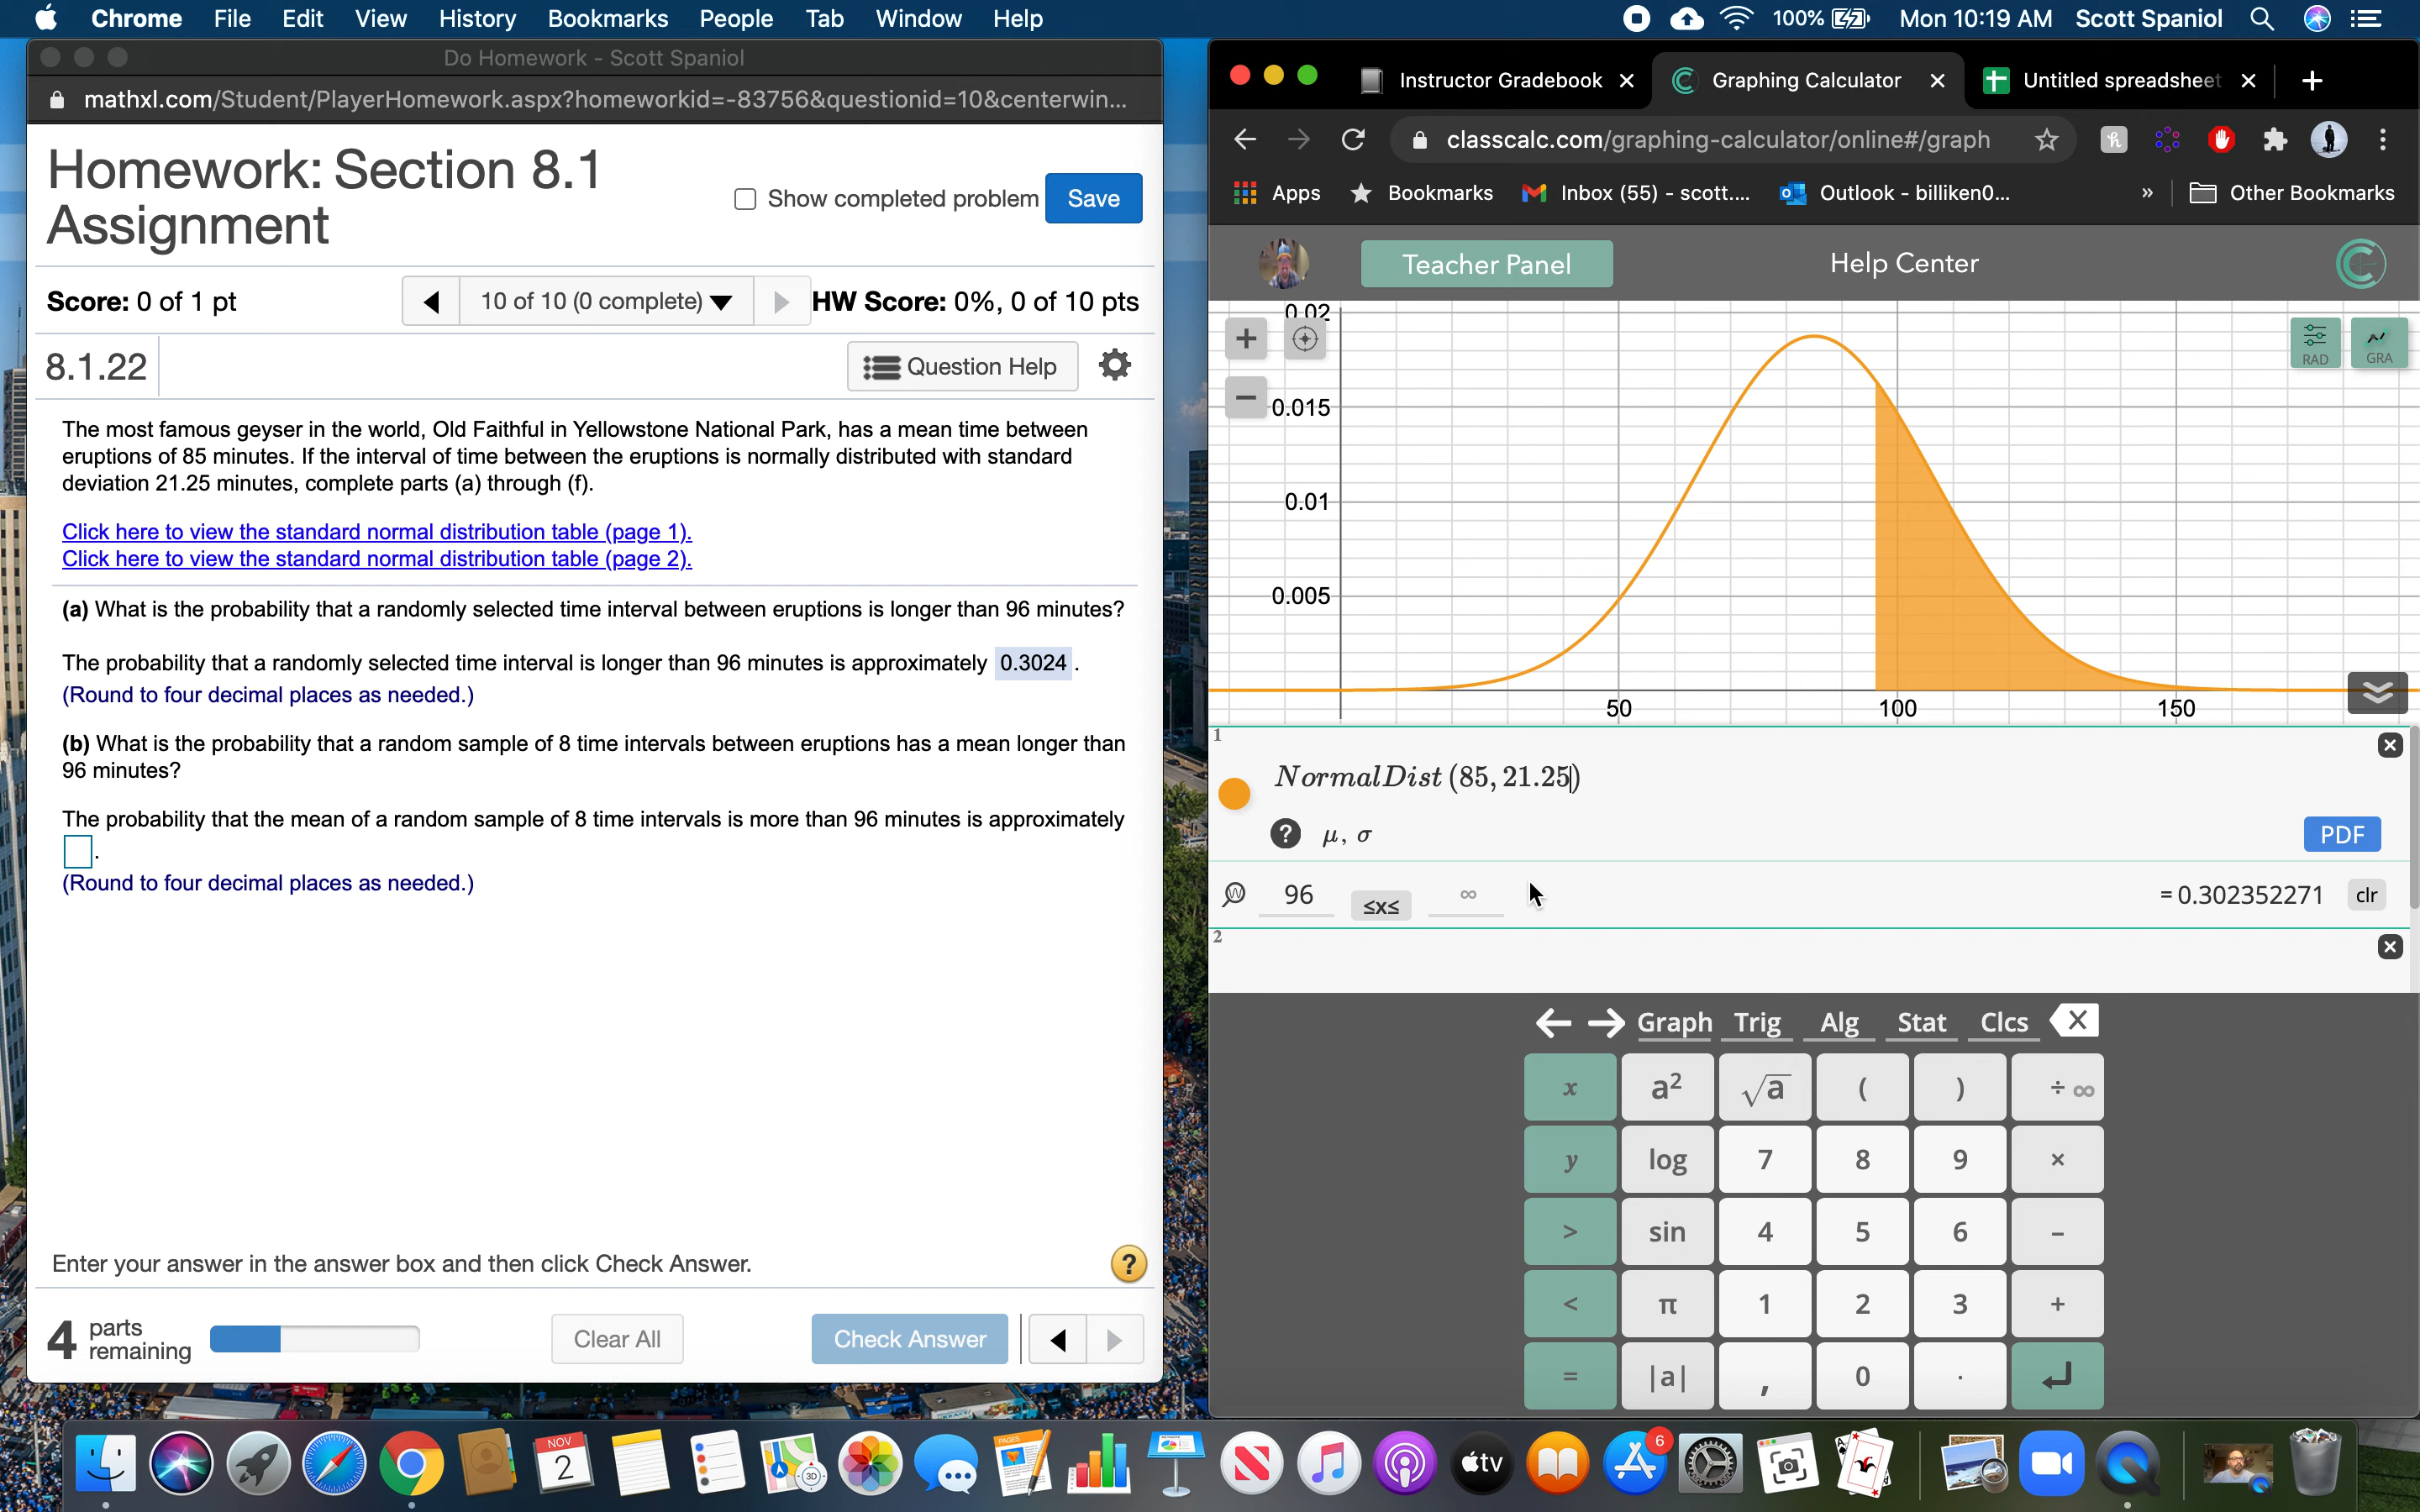 Chrome File Edit View History Bookmarks People Tab Window Help 100% Mon 10:19 AM Scott Spaniol
Do Homework - Scott Spaniol
mathxl.com/Student/PlayerHomework.aspx?homeworkid=-83756&questionid=10&centerwin...
Homework: Section 8.1
Assignment
Show completed problem
Save
Score: 0 of 1 pt
10 of 10 (0 complete)
HW Score: 0%, 0 of 10 pts
8.1.22
Question Help
The most famous geyser in the world, Old Faithful in Yellowstone National Park, has a mean time between
eruptions of 85 minutes. If the interval of time between the eruptions is normally distributed with standard
deviation 21.25 minutes, complete parts (a) through (f).
Click here to view the standard normal distribution table (page 1).
Click here to view the standard normal distribution table (page 2).
(a) What is the probability that a randomly selected time interval between eruptions is longer than 96 minutes?
The probability that a randomly selected time interval is longer than 96 minutes is approximately 0.3024 .
(Round to four decimal places as needed.)
(b) What is the probability that a random sample of 8 time intervals between eruptions has a mean longer than
96 minutes?
The probability that the mean of a random sample of 8 time intervals is more than 96 minutes is approximately
.
(Round to four decimal places as needed.)
Enter your answer in the answer box and then click Check Answer.
?
4 parts
remaining
Clear All
Check Answer
Instructor Gradebook
Graphing Calculator
Untitled spreadsheet
classcalc.com/graphing-calculator/online#/graph
Apps
Bookmarks
Inbox (55) - scott....
Outlook - billiken0...
»
Other Bookmarks
Teacher Panel
Help Center
0.02
0.015
0.01
0.005
50
100
150
+
−
RAD
GRA
1
NormalDist (85, 21.25)
? μ, σ
PDF
96 ≤x≤ ∞
= 0.302352271
clr
2
Graph Trig Alg Stat Clcs
x a² √a ( ) ÷ ∞
y log 7 8 9 ×
> sin 4 5 6 −
< π 1 2 3 +
= |a| , 0 .
NOV
2
3D
PAGES
tv
6